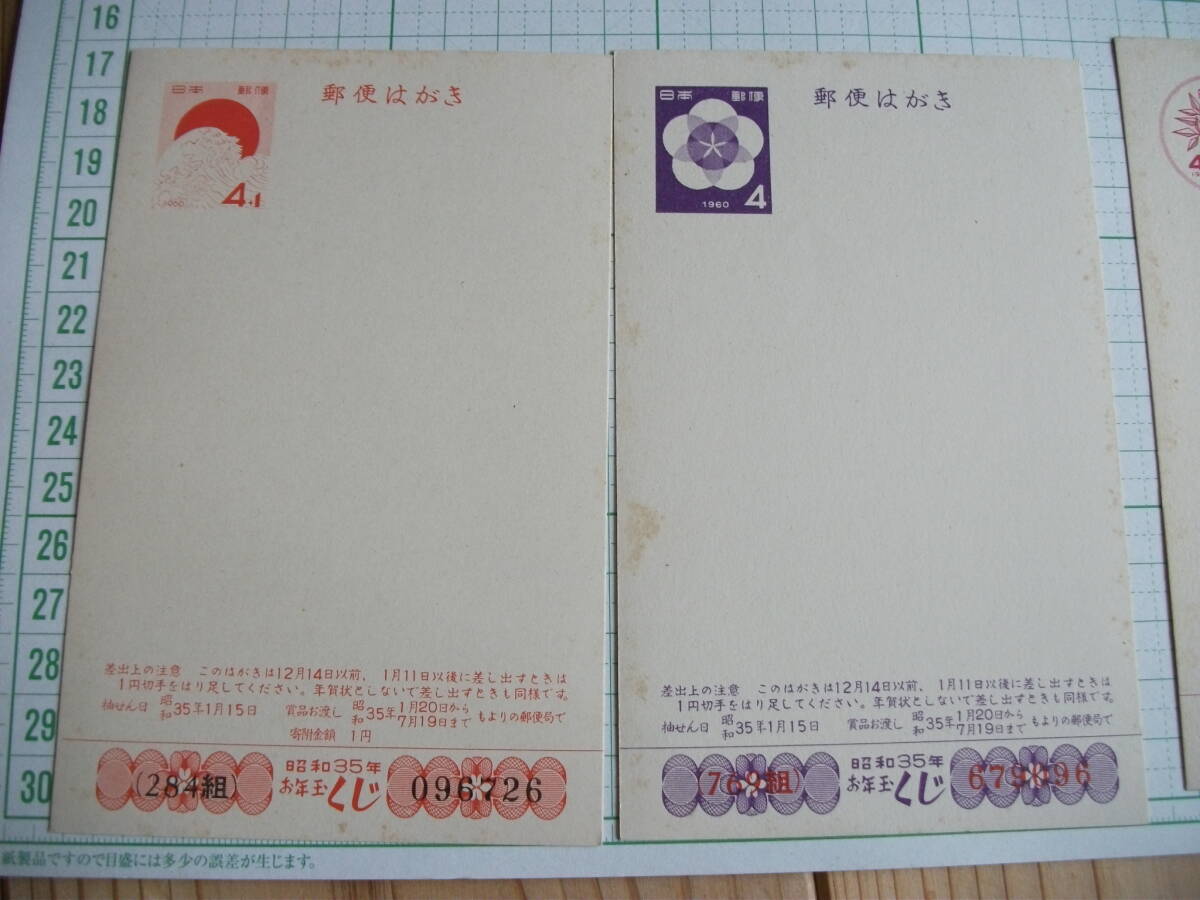 16
17
18
19
20
21
22
23
24
25
26
27
28
29
30
日本 郵便
郵便はがき
1960
4+1
差出上の注意 このはがきは12月14日以前、1月11日以後に差し出すときは
1円切手をはり足してください。年賀状としないで差し出すときも同様です。
抽せん日 昭和35年1月15日 賞品お渡し 昭和35年1月20日から7月19日まで もよりの郵便局で
寄附金額 1円
(284組)
昭和35年
お年玉くじ
096726
日本 郵便
郵便はがき
1960 4
差出上の注意 このはがきは12月14日以前、1月11日以後に差し出すときは
1円切手をはり足してください。年賀状としないで差し出すときも同様です。
抽せん日 昭和35年1月15日 賞品お渡し 昭和35年1月20日から7月19日まで もよりの郵便局で
(769組)
昭和35年
お年玉くじ
679096
4
紙製品ですので目盛には多少の誤差が生じます。